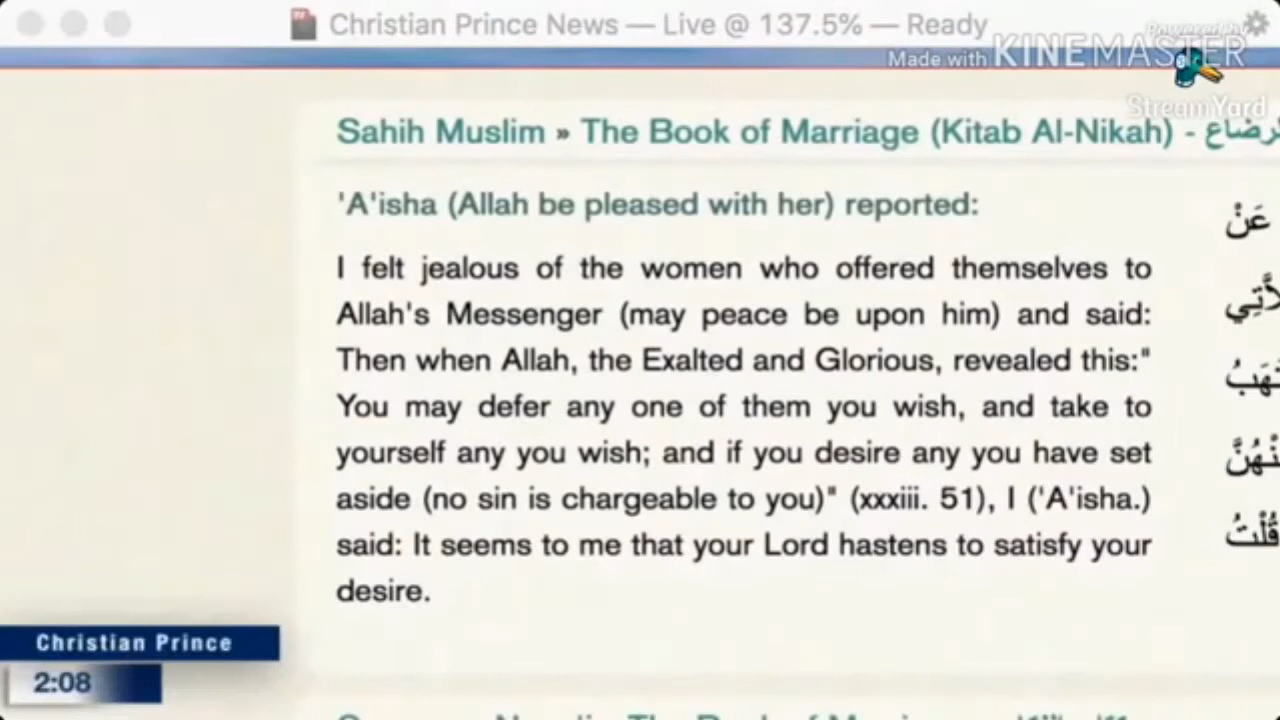 Christian Prince News — Live @ 137.5% — Ready
Powered by
Made with KINEMASTER
StreamYard
Sahih Muslim » The Book of Marriage (Kitab Al-Nikah) -
'A'isha (Allah be pleased with her) reported:
عَنْ
I felt jealous of the women who offered themselves to
Allah's Messenger (may peace be upon him) and said:
Then when Allah, the Exalted and Glorious, revealed this:"
You may defer any one of them you wish, and take to
yourself any you wish; and if you desire any you have set
aside (no sin is chargeable to you)" (xxxiii. 51), I ('A'isha.)
said: It seems to me that your Lord hastens to satisfy your
قُلْتُ
desire.
Christian Prince
2:08